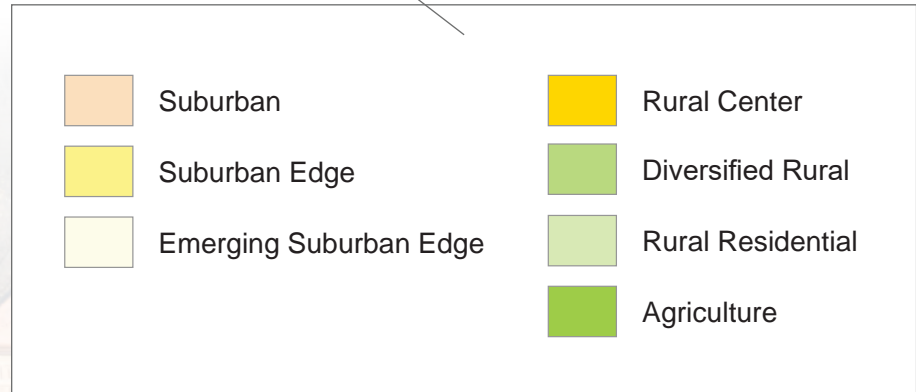 Suburban
Suburban Edge
Emerging Suburban Edge
Rural Center
Diversified Rural
Rural Residential
Agriculture